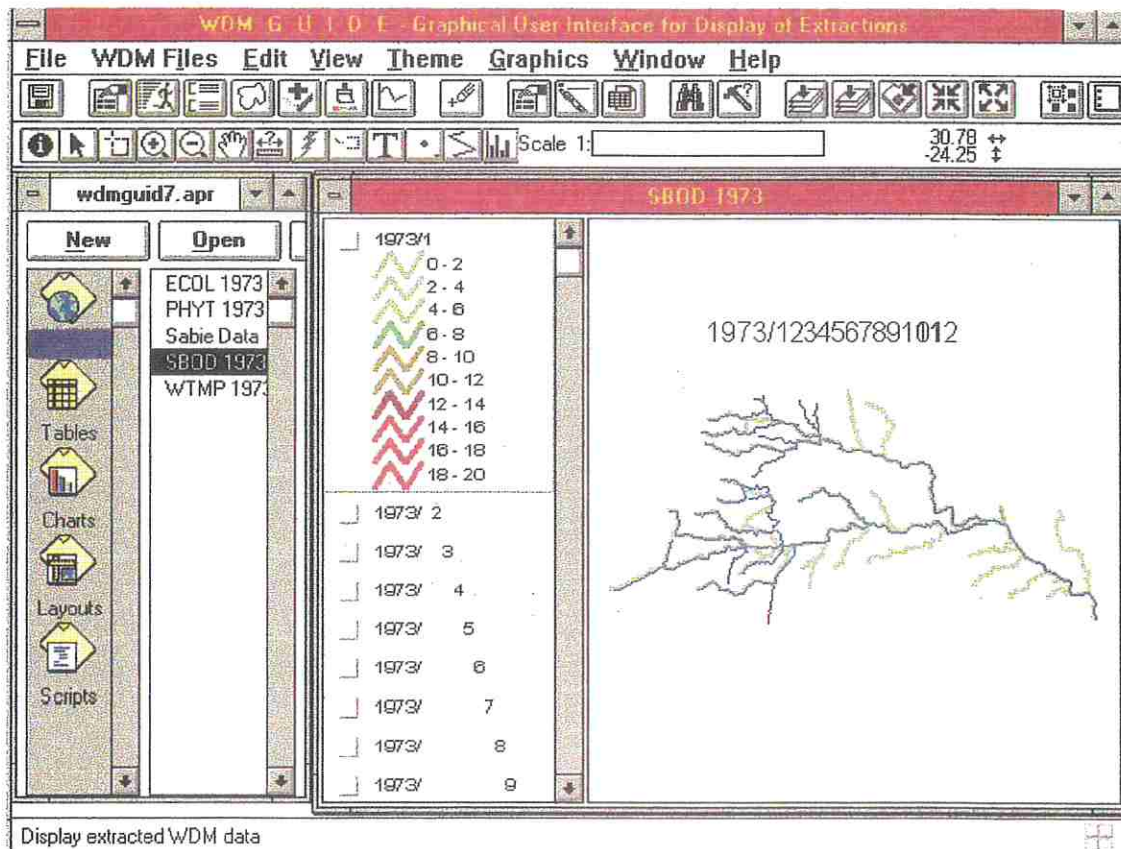 WDM G U I D E - Graphical User Interface for Display of Extractions
File WDM Files Edit View Theme Graphics Window Help
Scale 1:
30.78
-24.25
wdmguid7.apr
New Open
ECOL 1973
PHYT 1973
Sabie Data
SBOD 1973
WTMP 1973
Tables
Charts
Layouts
Scripts
SBOD 1973
1973/1
0 - 2
2 - 4
4 - 6
6 - 8
8 - 10
10 - 12
12 - 14
14 - 16
16 - 18
18 - 20
1973/ 2
1973/ 3
1973/ 4
1973/ 5
1973/ 6
1973/ 7
1973/ 8
1973/ 9
1973/123456789101112
Display extracted WDM data